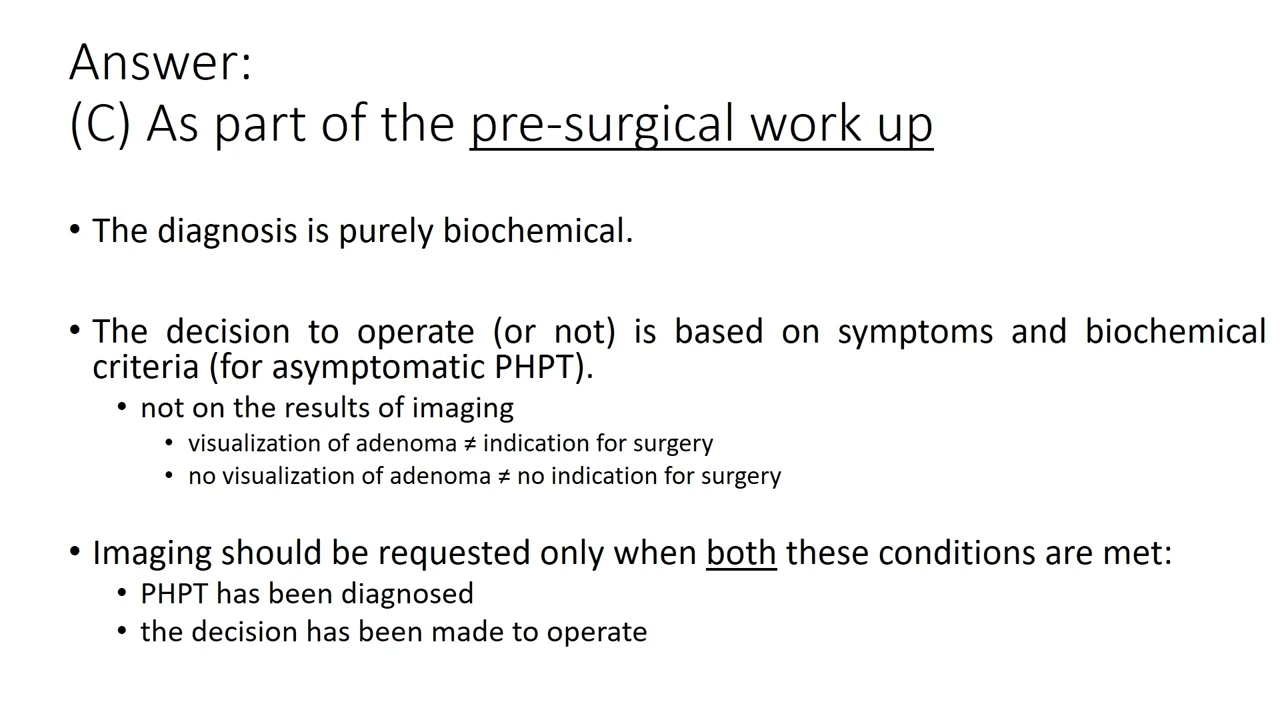 Answer:
(C) As part of the pre-surgical work up
• The diagnosis is purely biochemical.
• The decision to operate (or not) is based on symptoms and biochemical
criteria (for asymptomatic PHPT).
• not on the results of imaging
• visualization of adenoma ≠ indication for surgery
• no visualization of adenoma ≠ no indication for surgery
• Imaging should be requested only when both these conditions are met:
• PHPT has been diagnosed
• the decision has been made to operate